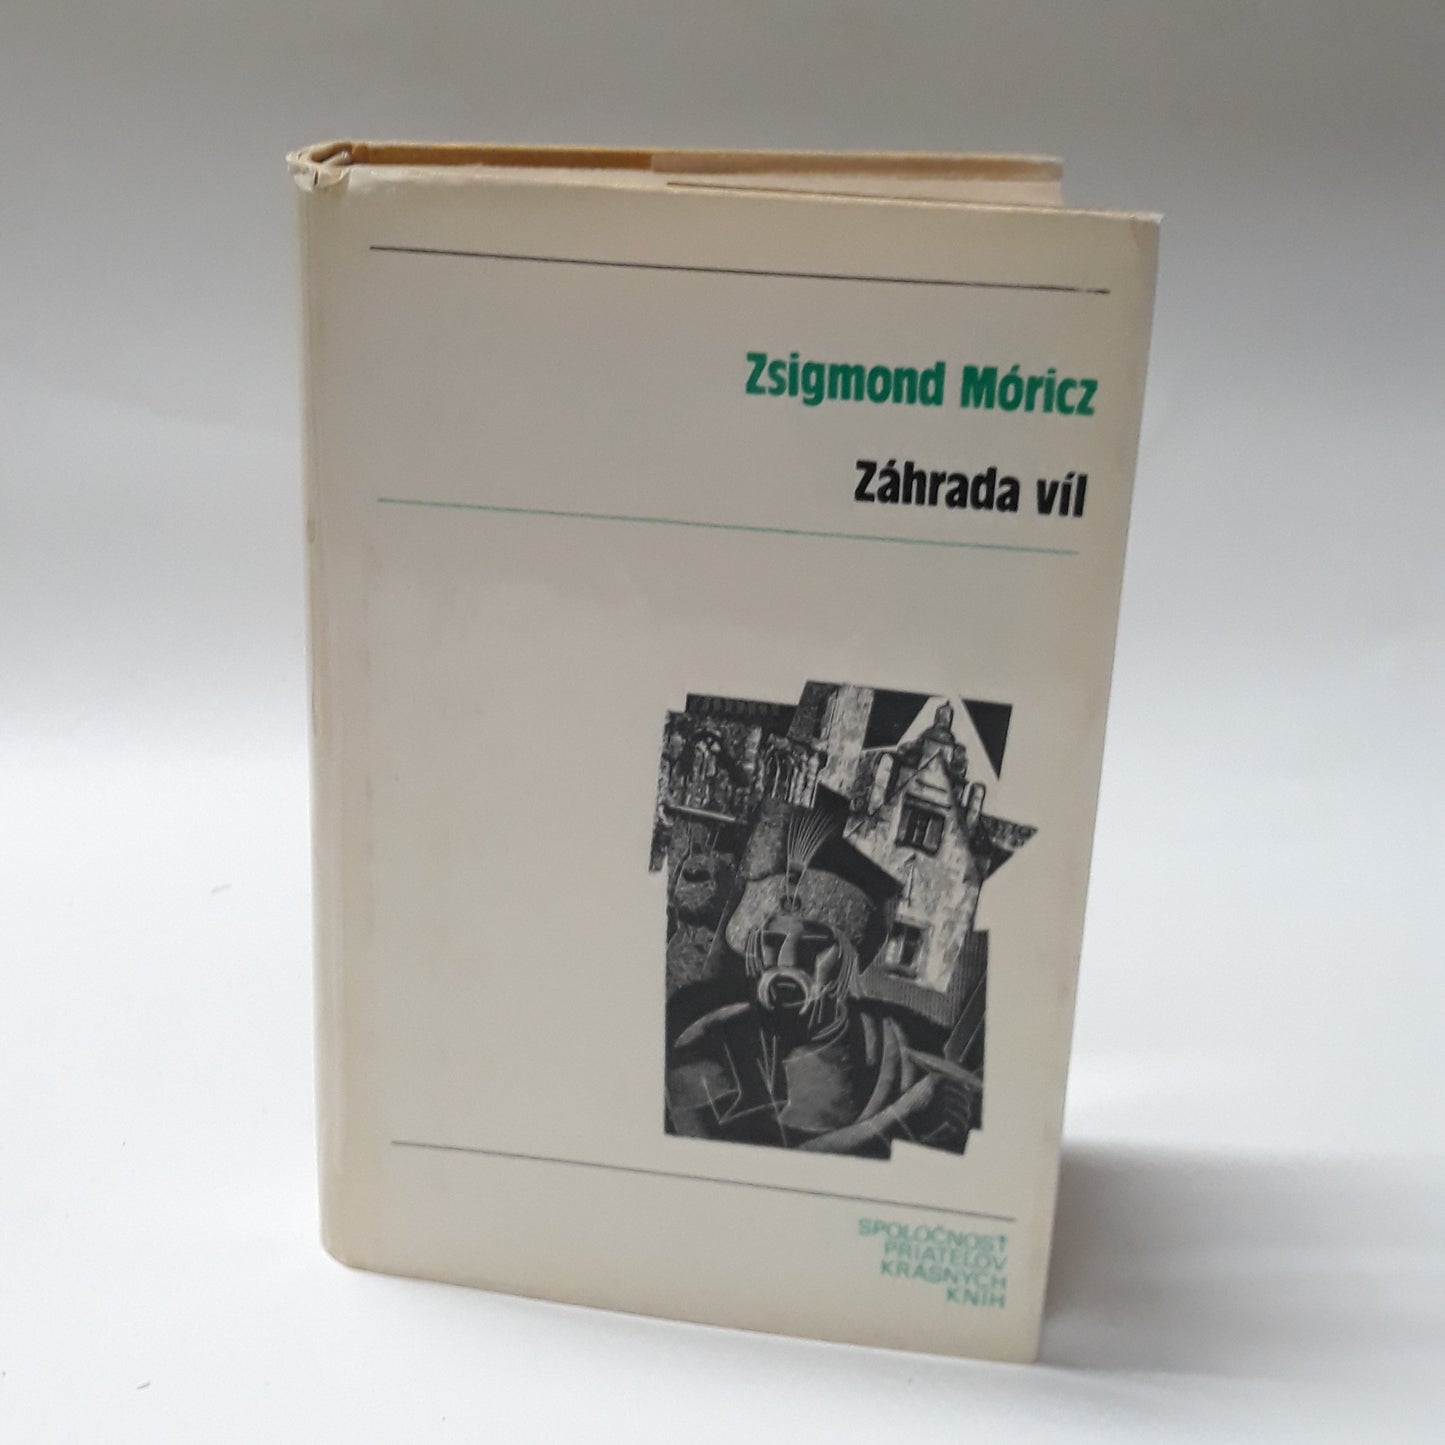 Zsigmond Móricz
Záhrada víl
SPOLOČNOSŤ
PRIATEĽOV
KRÁSNYCH
KNÍH